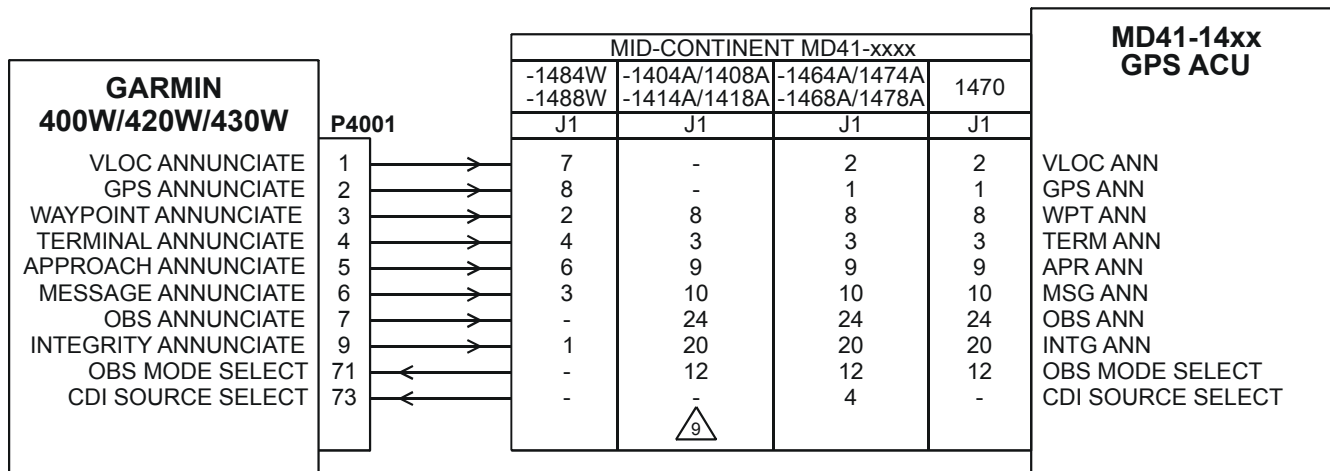 MID-CONTINENT MD41-xxxx
MD41-14xx
GPS ACU
GARMIN
400W/420W/430W
P4001
-1484W
-1488W
-1404A/1408A
-1414A/1418A
-1464A/1474A
-1468A/1478A
1470
J1 J1 J1 J1
VLOC ANNUNCIATE 1 7 - 2 2 VLOC ANN
GPS ANNUNCIATE 2 8 - 1 1 GPS ANN
WAYPOINT ANNUNCIATE 3 2 8 8 8 WPT ANN
TERMINAL ANNUNCIATE 4 4 3 3 3 TERM ANN
APPROACH ANNUNCIATE 5 6 9 9 9 APR ANN
MESSAGE ANNUNCIATE 6 3 10 10 10 MSG ANN
OBS ANNUNCIATE 7 - 24 24 24 OBS ANN
INTEGRITY ANNUNCIATE 9 1 20 20 20 INTG ANN
OBS MODE SELECT 71 - 12 12 12 OBS MODE SELECT
CDI SOURCE SELECT 73 - - 4 - CDI SOURCE SELECT
9